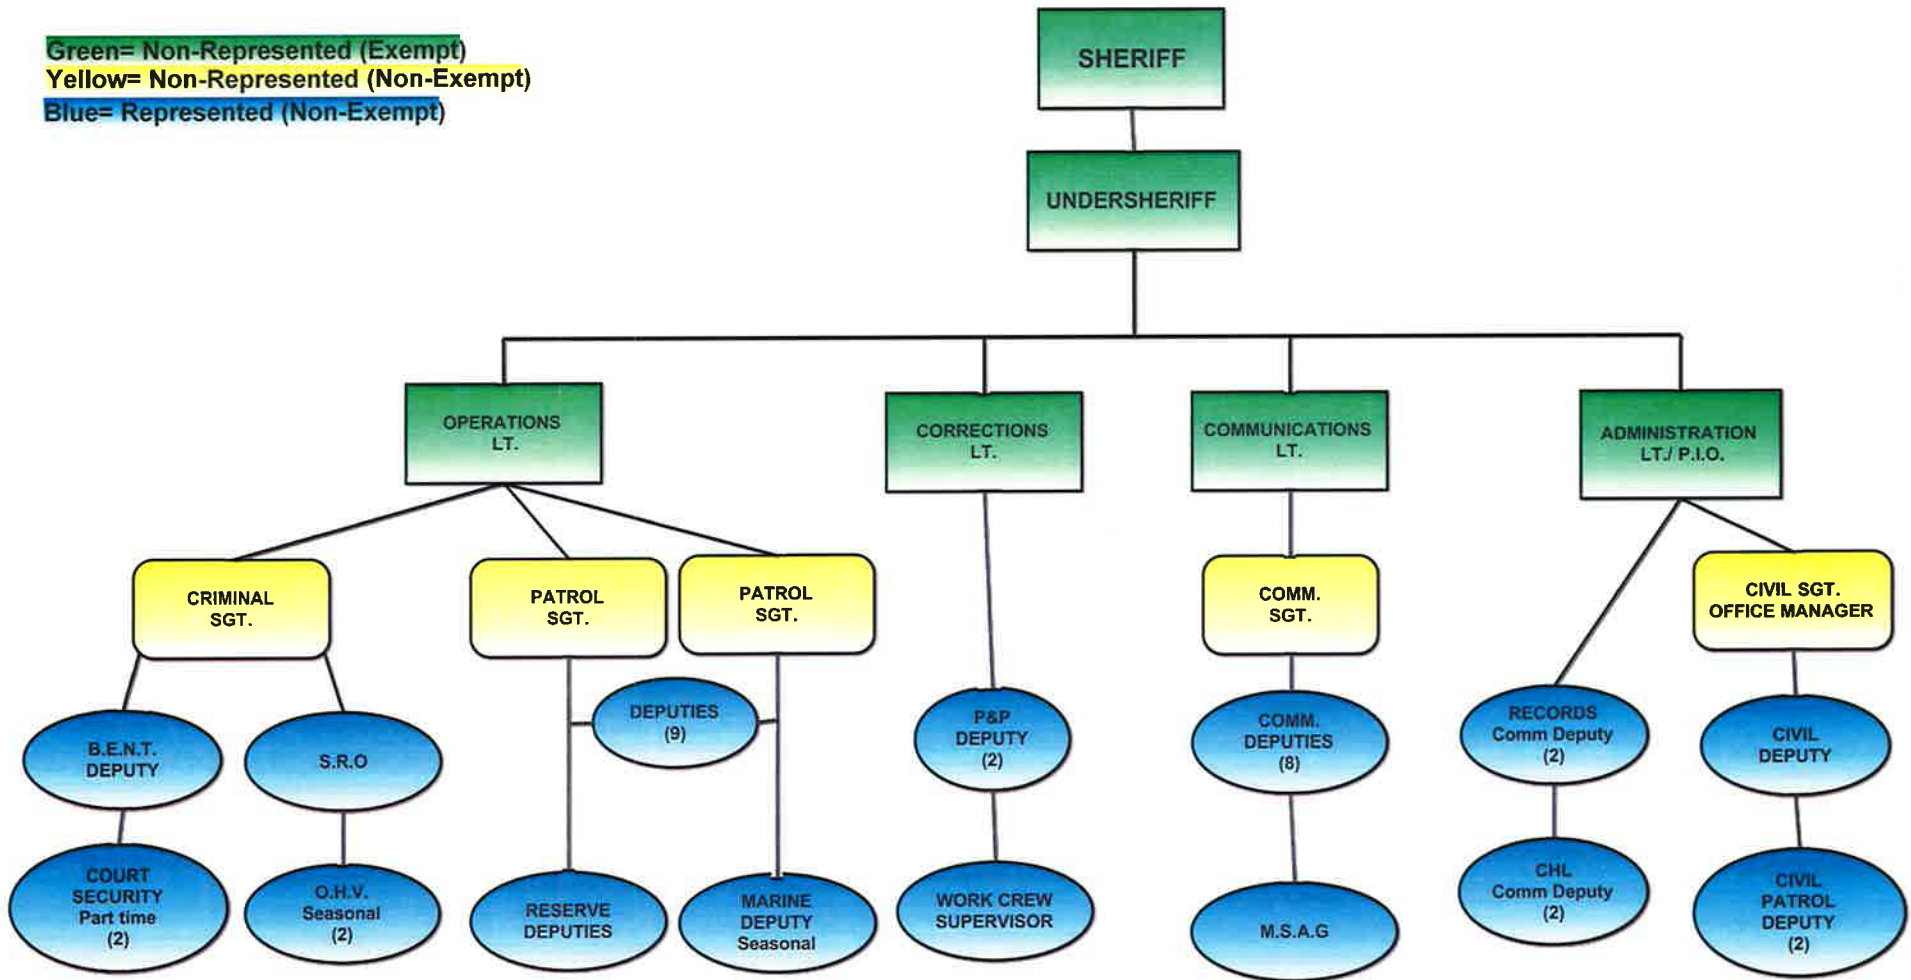 Green= Non-Represented (Exempt)
Yellow= Non-Represented (Non-Exempt)
Blue= Represented (Non-Exempt)
SHERIFF
UNDERSHERIFF
OPERATIONS
LT.
CORRECTIONS
LT.
COMMUNICATIONS
LT.
ADMINISTRATION
LT./ P.I.O.
CRIMINAL
SGT.
PATROL
SGT.
PATROL
SGT.
COMM.
SGT.
CIVIL SGT.
OFFICE MANAGER
B.E.N.T.
DEPUTY
S.R.O
DEPUTIES
(9)
P&P
DEPUTY
(2)
COMM.
DEPUTIES
(8)
RECORDS
Comm Deputy
(2)
CIVIL
DEPUTY
COURT
SECURITY
Part time
(2)
O.H.V.
Seasonal
(2)
RESERVE
DEPUTIES
MARINE
DEPUTY
Seasonal
WORK CREW
SUPERVISOR
M.S.A.G
CHL
Comm Deputy
(2)
CIVIL
PATROL
DEPUTY
(2)